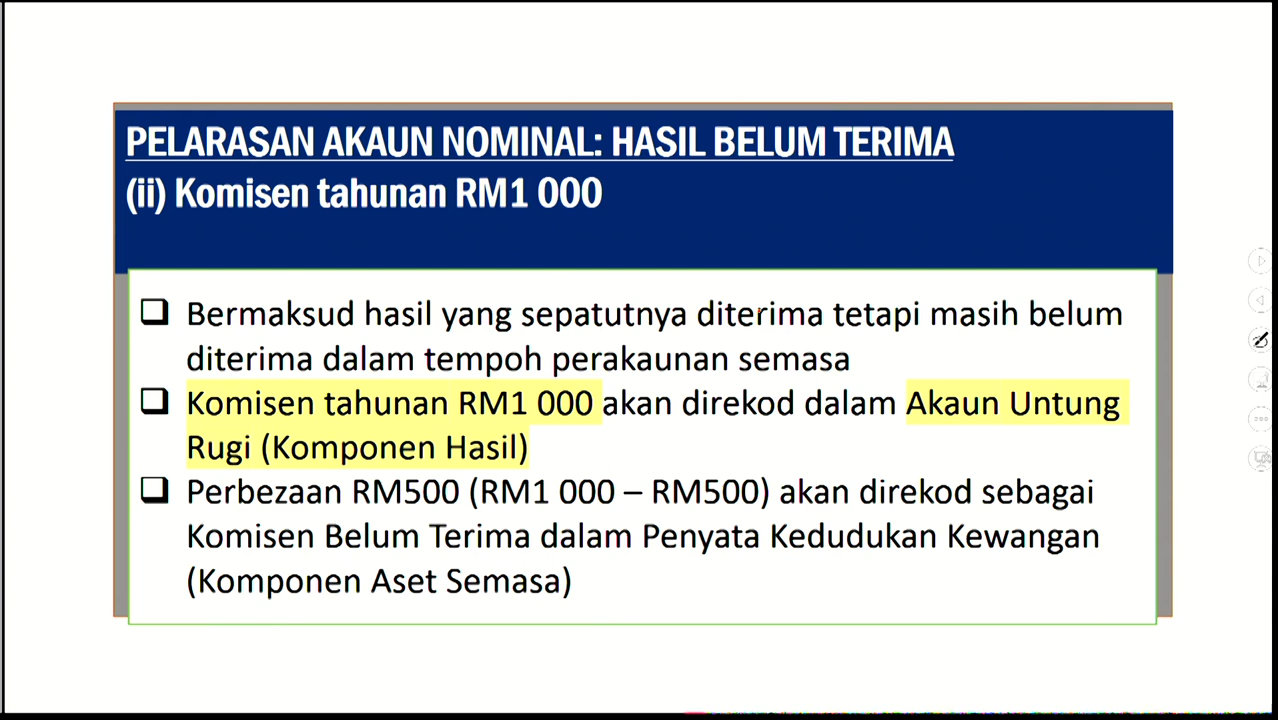 PELARASAN AKAUN NOMINAL: HASIL BELUM TERIMA
(ii) Komisen tahunan RM1 000
❑ Bermaksud hasil yang sepatutnya diterima tetapi masih belum
diterima dalam tempoh perakaunan semasa
❑ Komisen tahunan RM1 000 akan direkod dalam Akaun Untung
Rugi (Komponen Hasil)
❑ Perbezaan RM500 (RM1 000 – RM500) akan direkod sebagai
Komisen Belum Terima dalam Penyata Kedudukan Kewangan
(Komponen Aset Semasa)